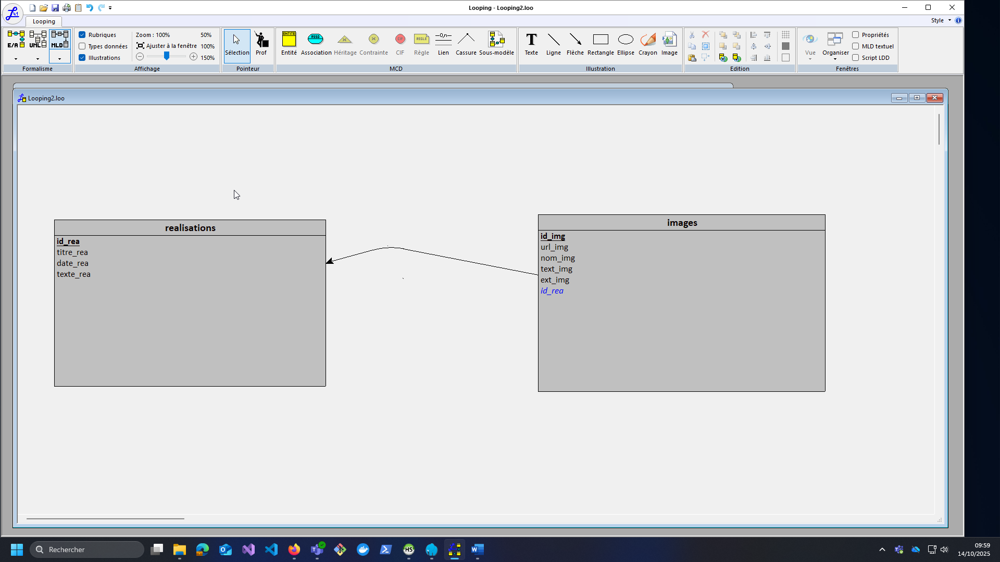 Looping - Looping2.loo
Looping
Style
E/A
UML
MLD
Formalisme
Rubriques
Types données
Illustrations
Zoom : 100%
50%
Ajuster à la fenêtre
100%
150%
Affichage
Sélection
Prof
Pointeur
ENTITE
Entité
ASSO
Association
Héritage
Contrainte
CIF
CIF
REGLE
Règle
—0,n—
Lien
Cassure
Sous-modèle
MCD
T
Texte
Ligne
Flèche
Rectangle
Ellipse
Crayon
Image
Illustration
Edition
Vue
Organiser
Propriétés
MLD textuel
Script LDD
Fenêtres
Looping2.loo
realisations
id_rea
titre_rea
date_rea
texte_rea
images
id_img
url_img
nom_img
text_img
ext_img
id_rea
Rechercher
HS
09:59
14/10/2025